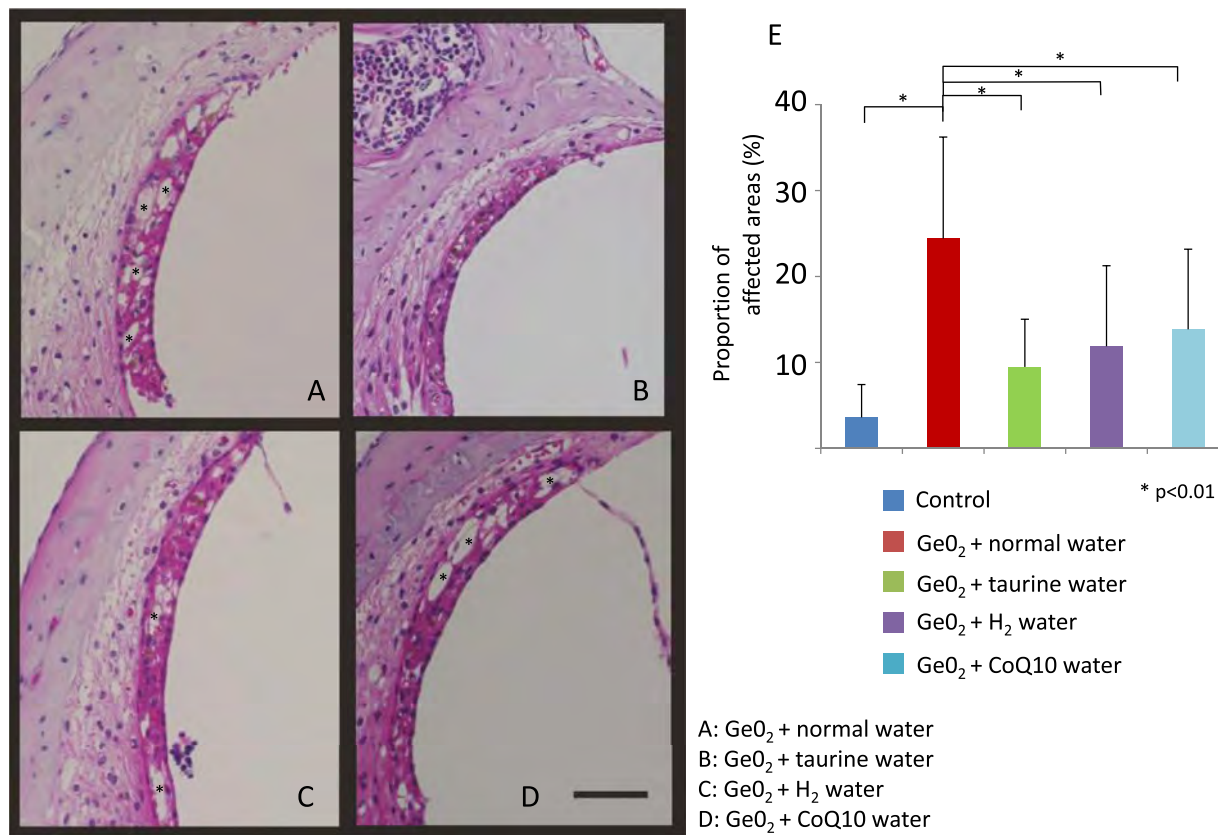 E
40
30
20
10
Proportion of
affected areas (%)
*
*
*
*
* p<0.01
Control
Ge0₂ + normal water
Ge0₂ + taurine water
Ge0₂ + H₂ water
Ge0₂ + CoQ10 water
*
*
*
*
A
B
*
*
C
*
*
*
D
A: Ge0₂ + normal water
B: Ge0₂ + taurine water
C: Ge0₂ + H₂ water
D: Ge0₂ + CoQ10 water